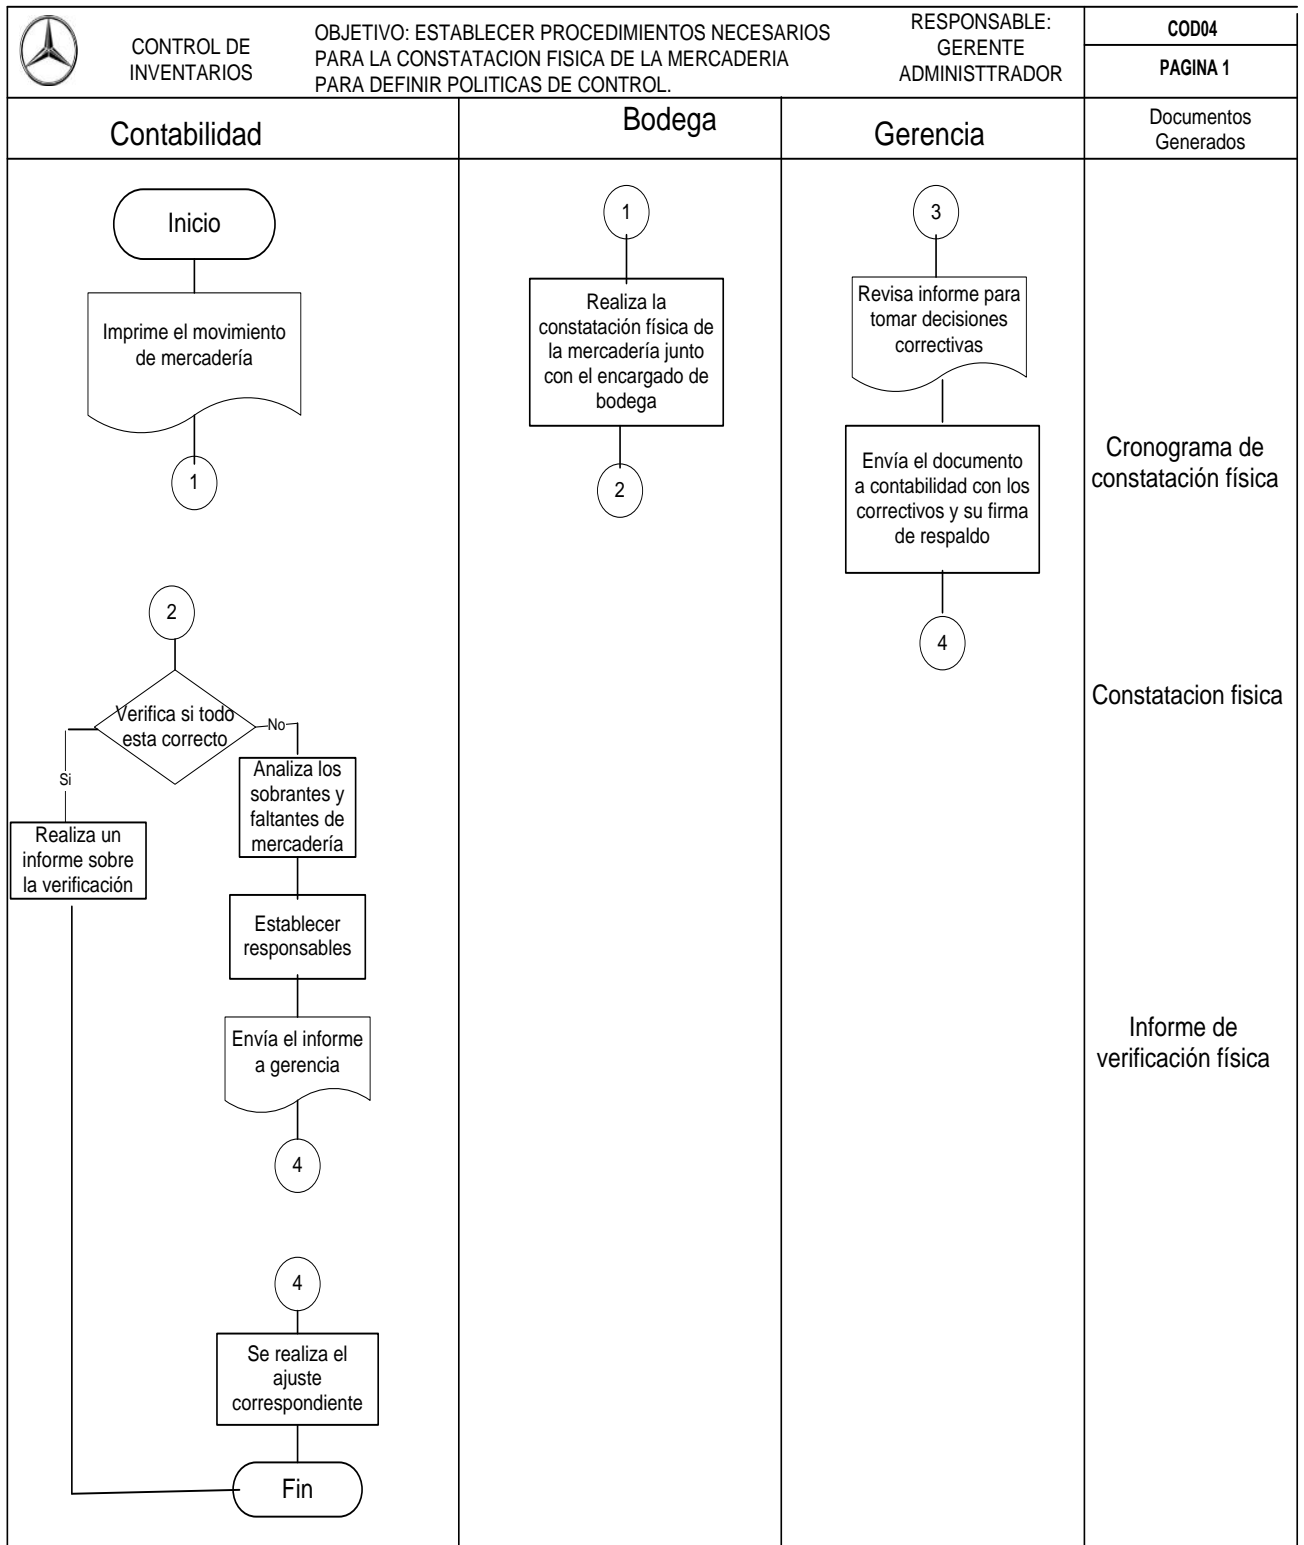 CONTROL DE
INVENTARIOS
OBJETIVO: ESTABLECER PROCEDIMIENTOS NECESARIOS
PARA LA CONSTATACION FISICA DE LA MERCADERIA
PARA DEFINIR POLITICAS DE CONTROL.
RESPONSABLE:
GERENTE
ADMINISTTRADOR
COD04
PAGINA 1
Contabilidad
Bodega
Gerencia
Documentos
Generados
Inicio
Imprime el movimiento
de mercadería
1
2
Verifica si todo
esta correcto
Si
No
Realiza un
informe sobre
la verificación
Analiza los
sobrantes y
faltantes de
mercadería
Establecer
responsables
Envía el informe
a gerencia
4
4
Se realiza el
ajuste
correspondiente
Fin
1
Realiza la
constatación física de
la mercadería junto
con el encargado de
bodega
2
3
Revisa informe para
tomar decisiones
correctivas
Envía el documento
a contabilidad con los
correctivos y su firma
de respaldo
4
Cronograma de
constatación física
Constatacion fisica
Informe de
verificación física